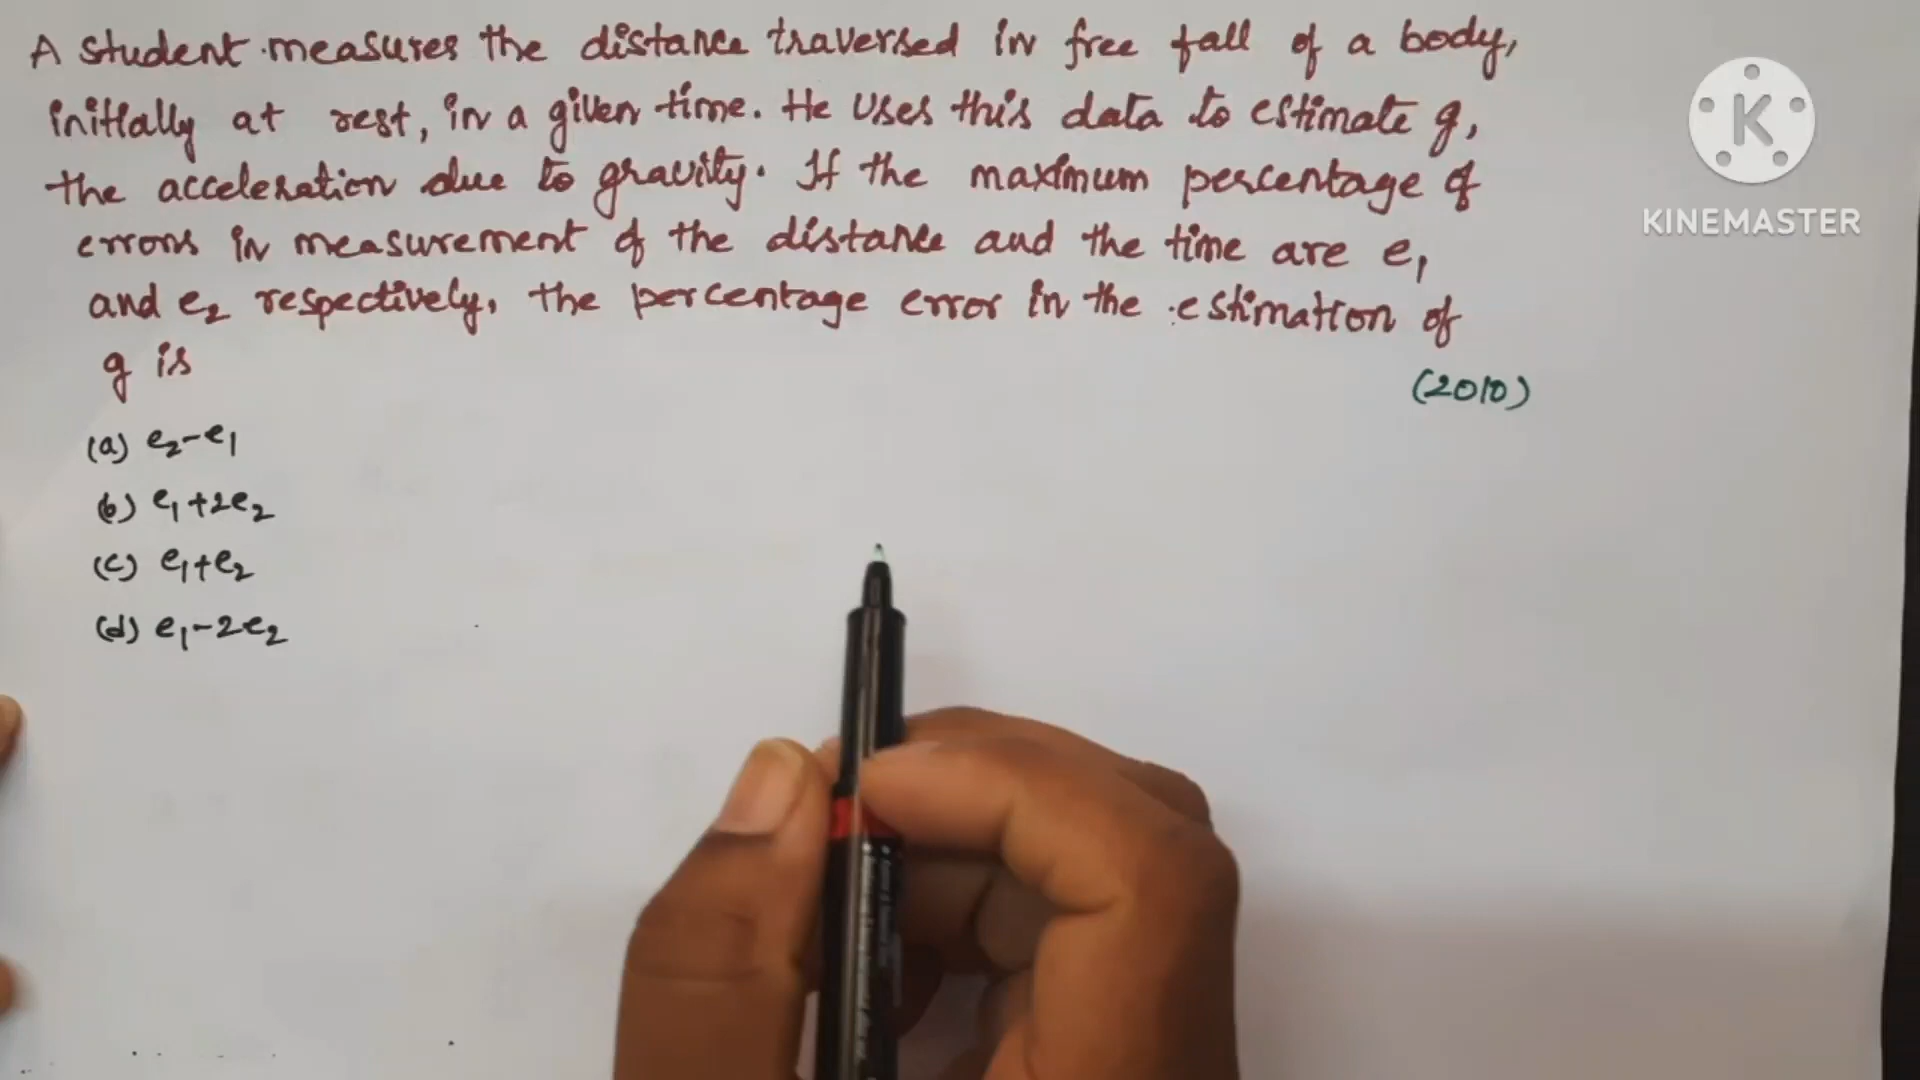 A student measures the distance traversed in free fall of a body,
initially at rest, in a given time. He uses this data to estimate g,
the acceleration due to gravity. If the maximum percentage of
errors in measurement of the distance and the time are e₁
and e₂ respectively, the percentage error in the estimation of
g is
(2010)
(a) e₂-e₁
(b) e₁+2e₂
(c) e₁+e₂
(d) e₁-2e₂
K
KINEMASTER